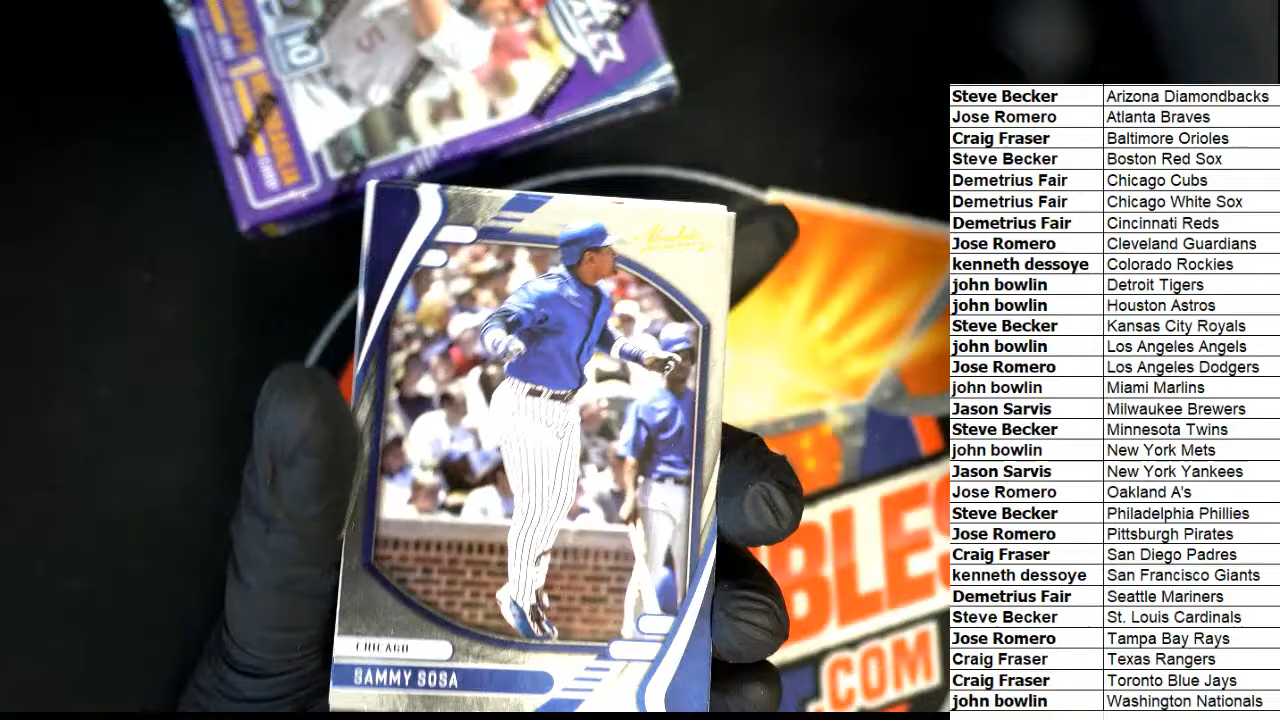 5
10
1
Absolute
CHICAGO
SAMMY SOSA
BLES
.COM
Steve Becker Arizona Diamondbacks
Jose Romero Atlanta Braves
Craig Fraser Baltimore Orioles
Steve Becker Boston Red Sox
Demetrius Fair Chicago Cubs
Demetrius Fair Chicago White Sox
Demetrius Fair Cincinnati Reds
Jose Romero Cleveland Guardians
kenneth dessoye Colorado Rockies
john bowlin Detroit Tigers
john bowlin Houston Astros
Steve Becker Kansas City Royals
john bowlin Los Angeles Angels
Jose Romero Los Angeles Dodgers
john bowlin Miami Marlins
Jason Sarvis Milwaukee Brewers
Steve Becker Minnesota Twins
john bowlin New York Mets
Jason Sarvis New York Yankees
Jose Romero Oakland A's
Steve Becker Philadelphia Phillies
Jose Romero Pittsburgh Pirates
Craig Fraser San Diego Padres
kenneth dessoye San Francisco Giants
Demetrius Fair Seattle Mariners
Steve Becker St. Louis Cardinals
Jose Romero Tampa Bay Rays
Craig Fraser Texas Rangers
Craig Fraser Toronto Blue Jays
john bowlin Washington Nationals